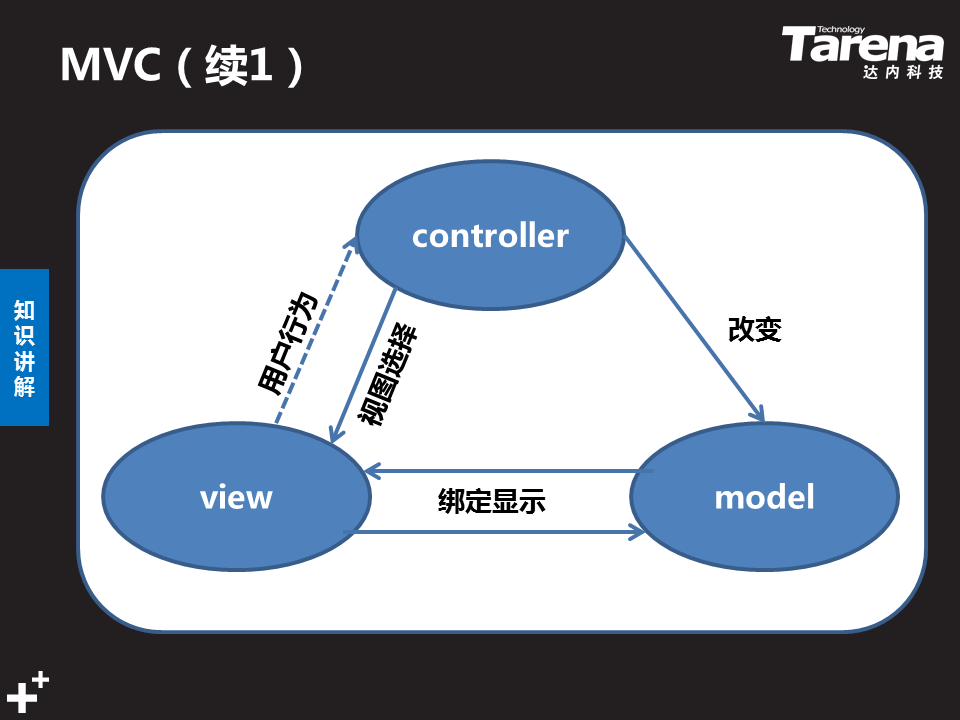 MVC（续1）
Technology
Tarena
达内科技
知识讲解
controller
用户行为
视图选择
改变
view
绑定显示
model